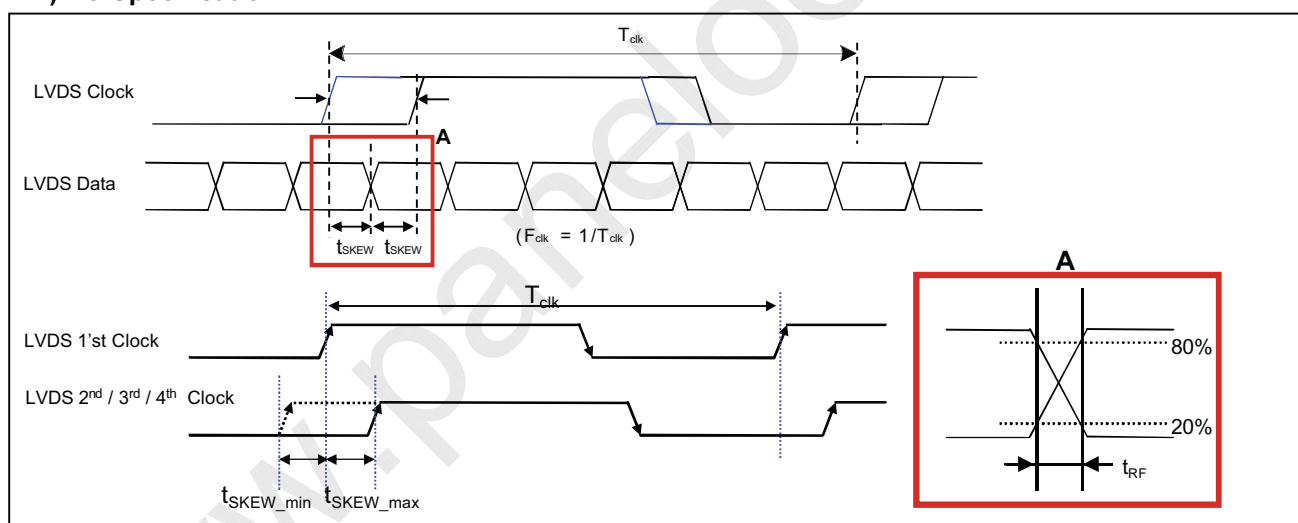 T_clk
LVDS Clock
A
LVDS Data
t_SKEW t_SKEW
(F_clk = 1/T_clk )
A
T_clk
LVDS 1'st Clock
80%
LVDS 2nd / 3rd / 4th Clock
20%
t_RF
t_SKEW_min t_SKEW_max
www.panelo